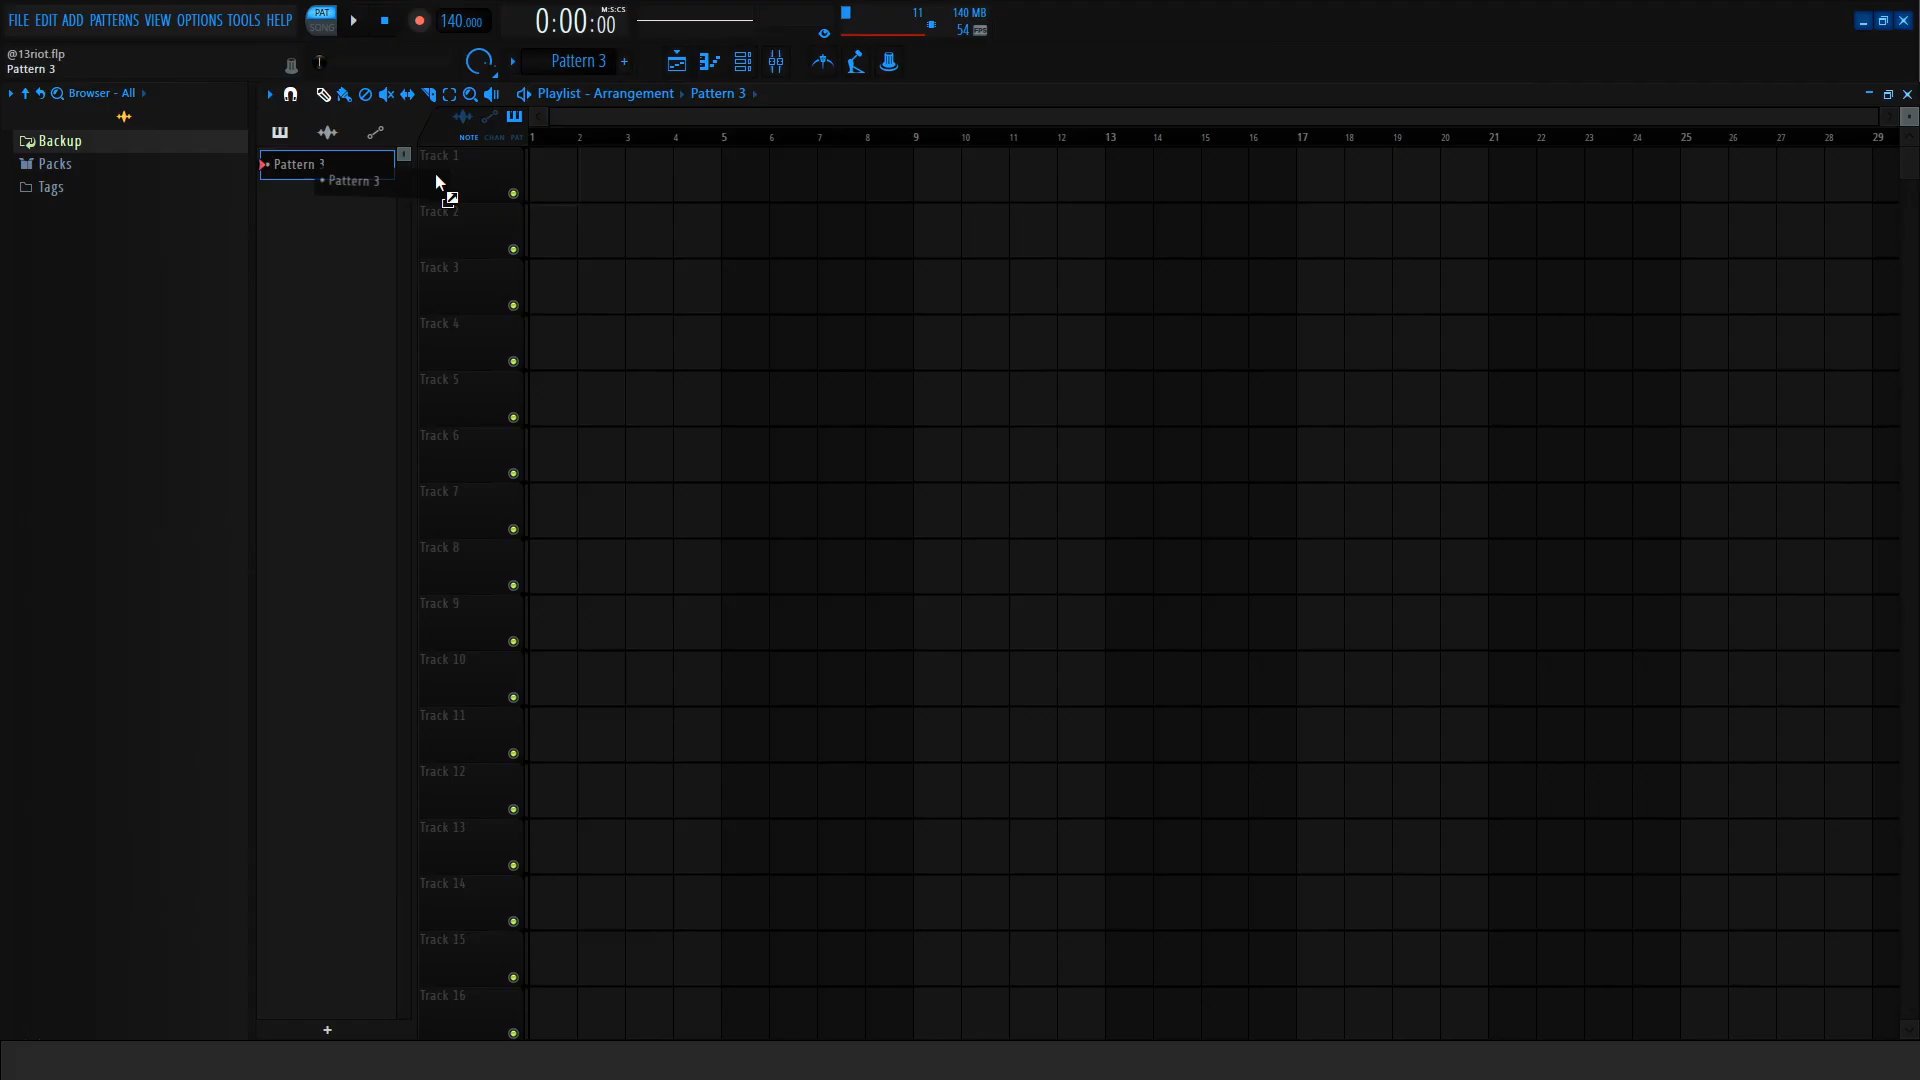 FILE EDIT ADD PATTERNS VIEW OPTIONS TOOLS HELP
PAT
SONG
140.000
0:00:00
M:S:CS
11
140 MB
54 FPS
@13riot.flp
Pattern 3
Pattern 3 +
Browser - All
Playlist - Arrangement
Pattern 3
Backup
Packs
Tags
NOTE CHAN PAT
1 2 3 4 5 6 7 8 9 10 11 12 13 14 15 16 17 18 19 20 21 22 23 24 25 26 27 28 29
Pattern 3
Pattern 3
Track 1
Track 2
Track 3
Track 4
Track 5
Track 6
Track 7
Track 8
Track 9
Track 10
Track 11
Track 12
Track 13
Track 14
Track 15
Track 16
+